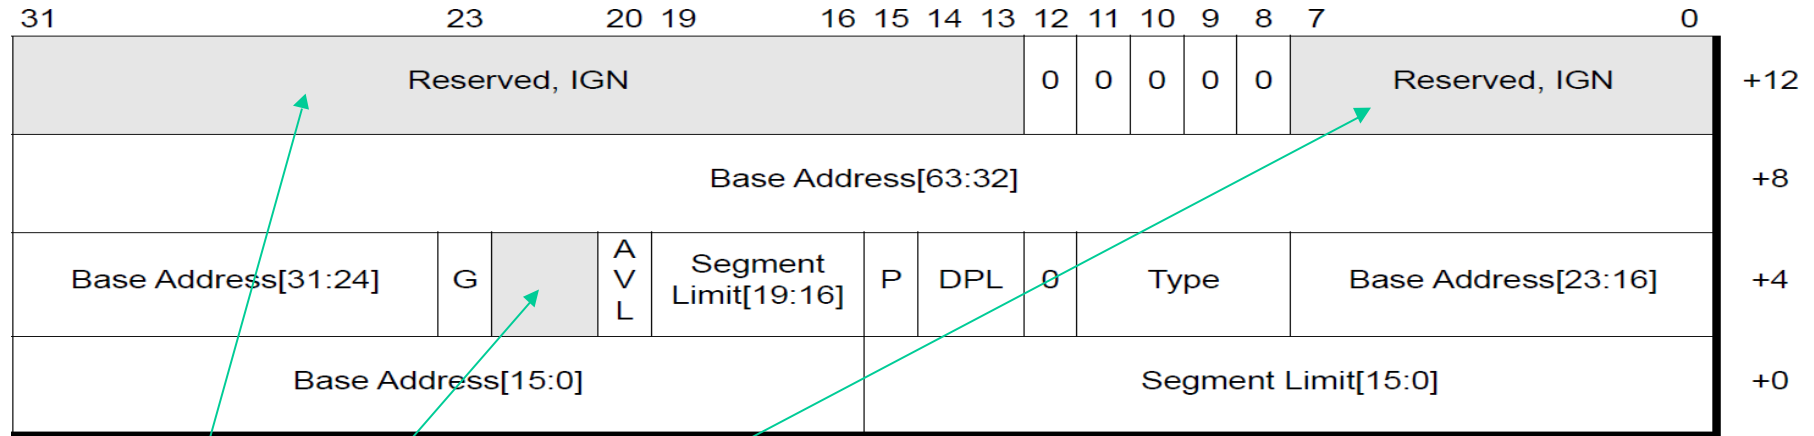 31 23 20 19 16 15 14 13 12 11 10 9 8 7 0
Reserved, IGN 0 0 0 0 0 Reserved, IGN +12
Base Address[63:32] +8
Base Address[31:24] G AVL Segment Limit[19:16] P DPL 0 Type Base Address[23:16] +4
Base Address[15:0] Segment Limit[15:0] +0